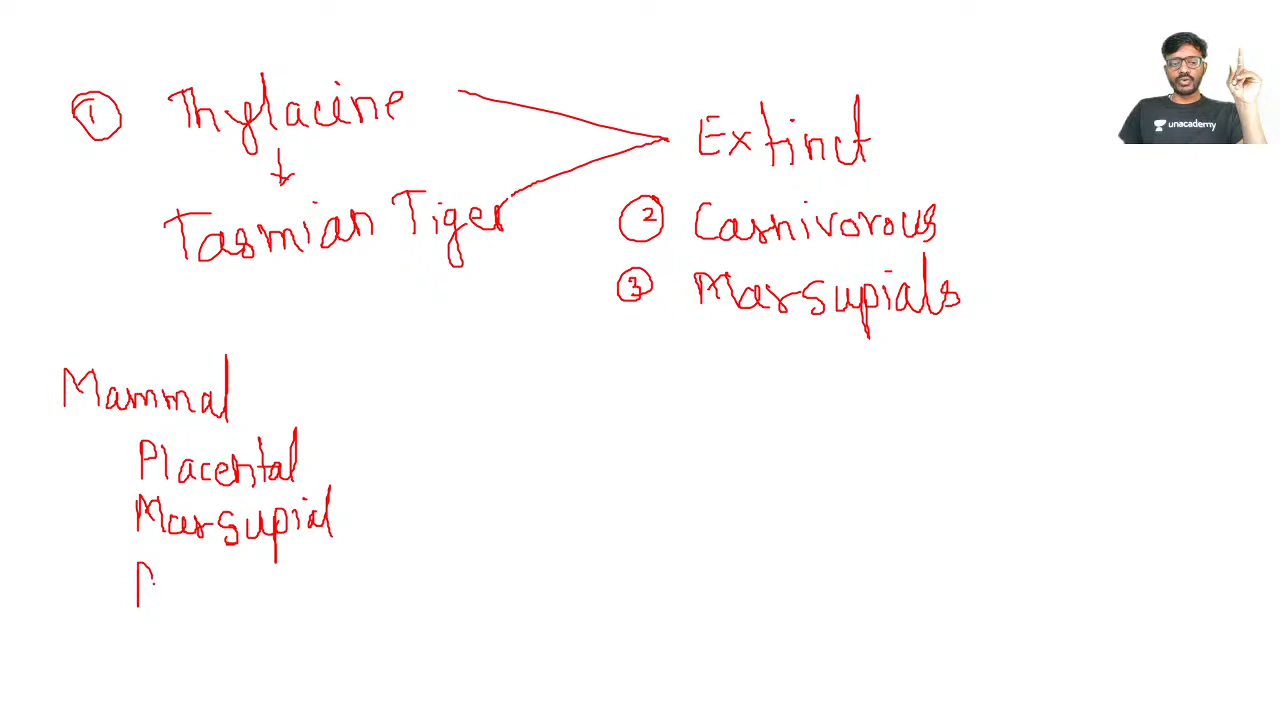 ① Thylacine
Extinct
↓
Tasmian Tiger
② Carnivorous
③ Marsupials
Mammal
Placental
Marsupial
unacademy